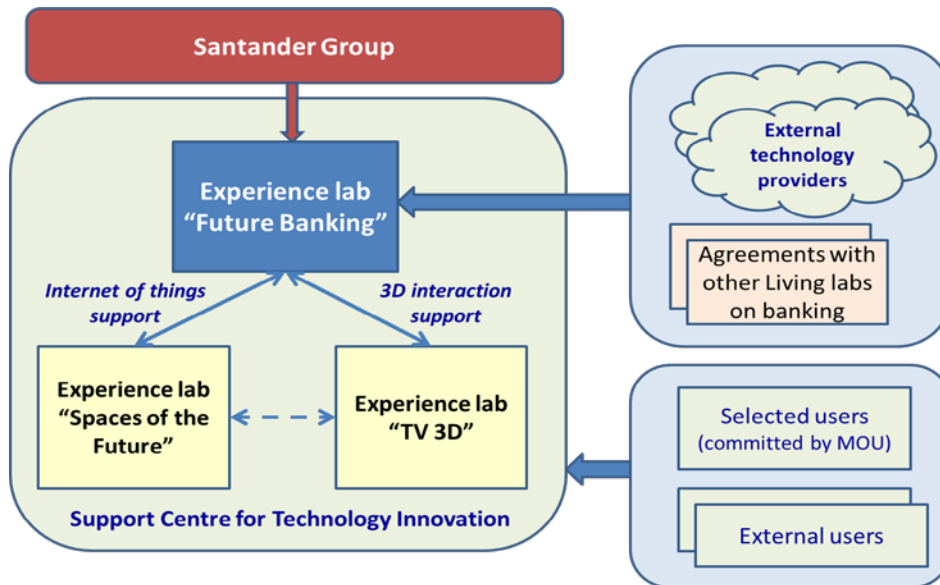 Santander Group
Experience lab
“Future Banking”
Internet of things
support
3D interaction
support
Experience lab
“Spaces of the
Future”
Experience lab
“TV 3D”
Support Centre for Technology Innovation
External
technology
providers
Agreements with
other Living labs
on banking
Selected users
(committed by MOU)
External users